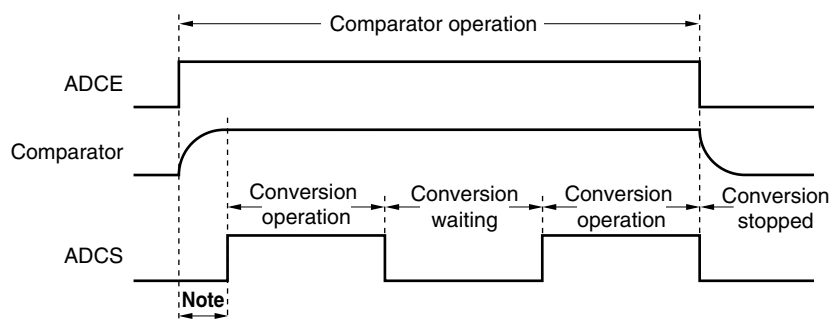 Comparator operation
ADCE
Comparator
Conversion operation
Conversion waiting
Conversion operation
Conversion stopped
ADCS
Note